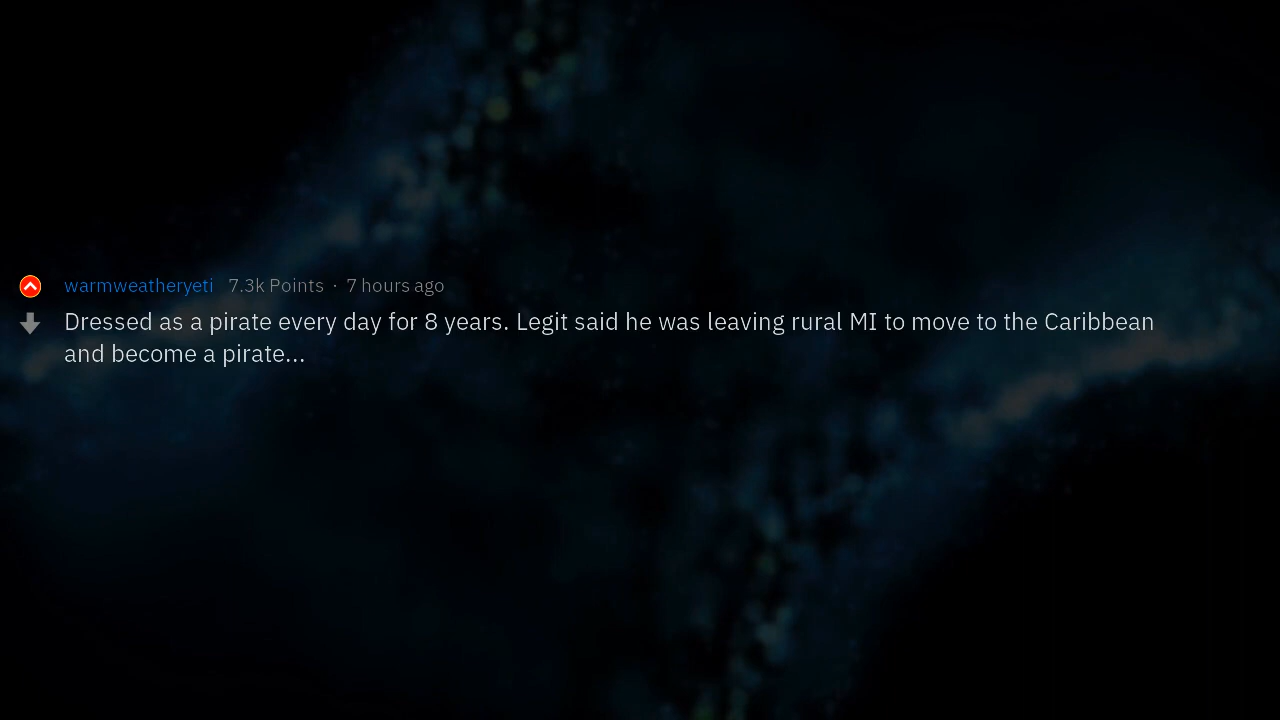 warmweatheryeti 7.3k Points · 7 hours ago
Dressed as a pirate every day for 8 years. Legit said he was leaving rural MI to move to the Caribbean
and become a pirate...